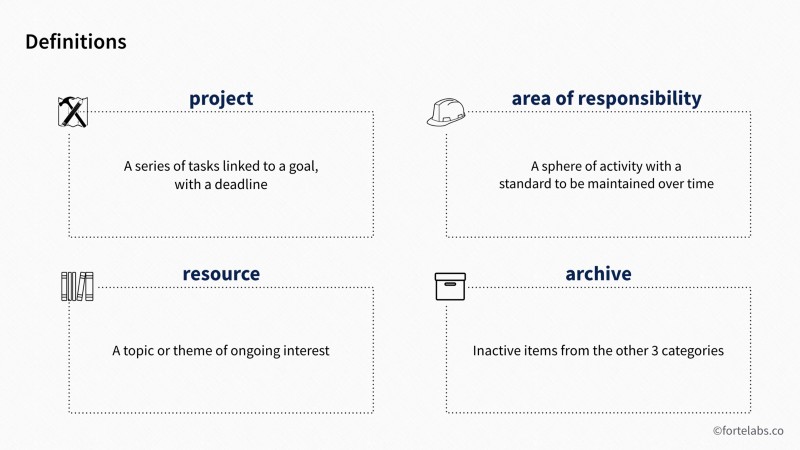 Definitions
project
A series of tasks linked to a goal,
with a deadline
area of responsibility
A sphere of activity with a
standard to be maintained over time
resource
A topic or theme of ongoing interest
archive
Inactive items from the other 3 categories
©fortelabs.co